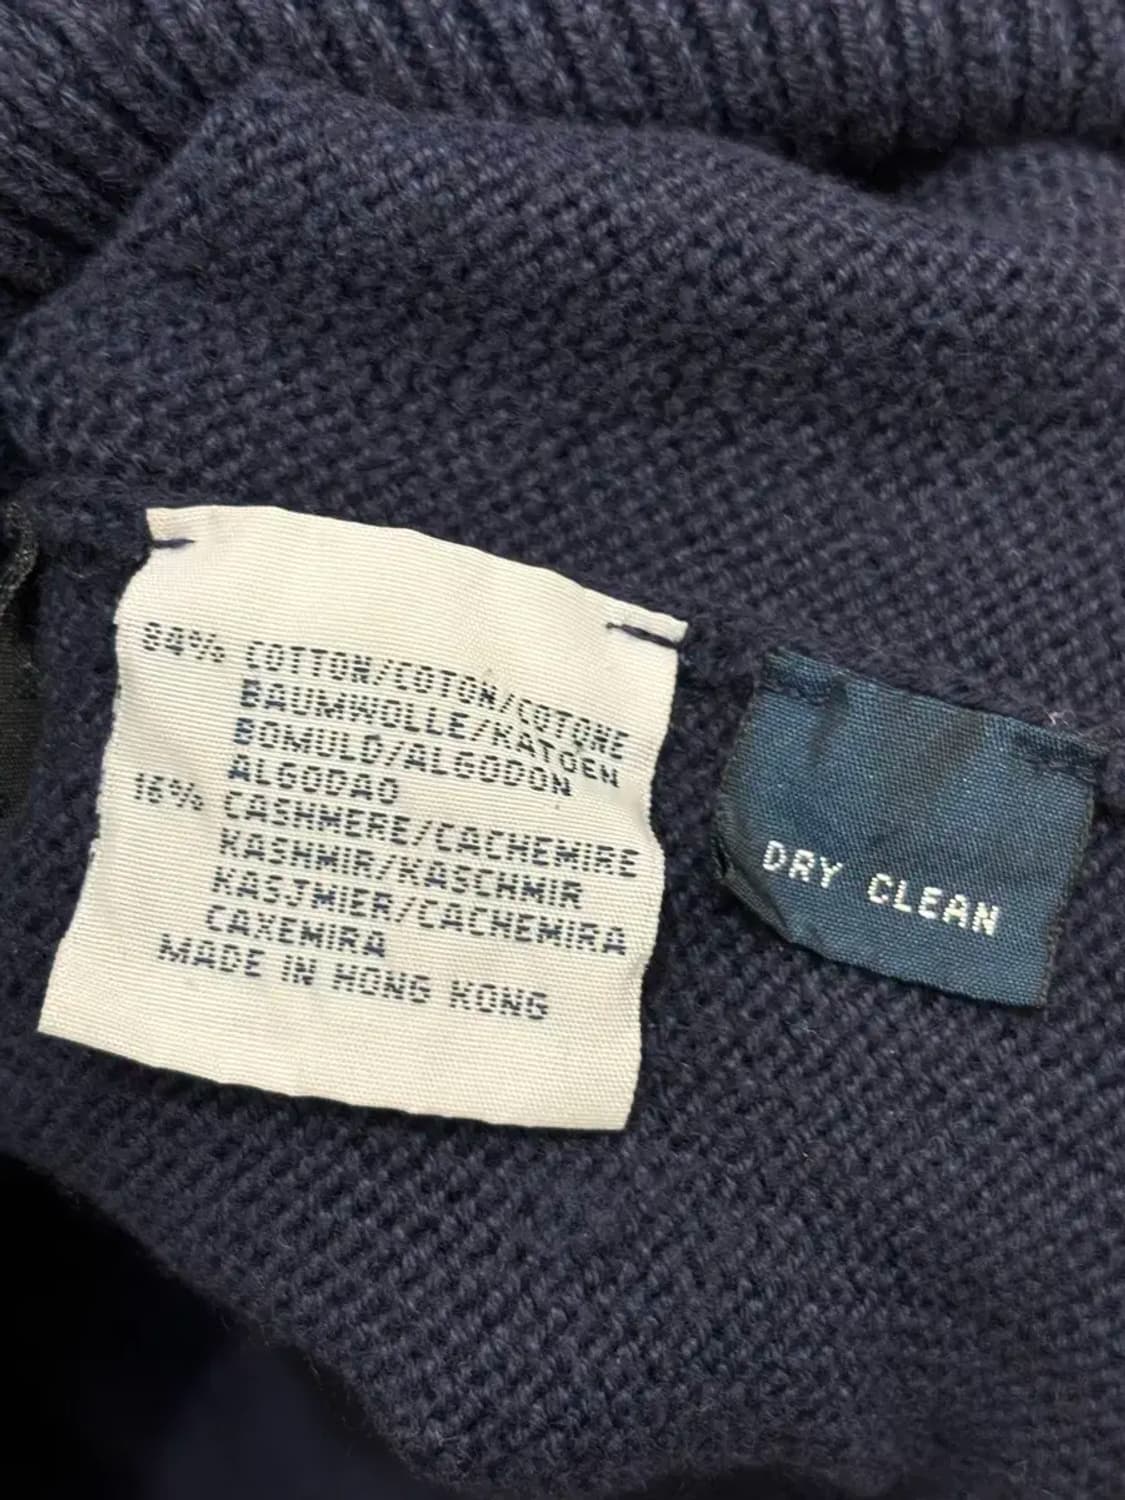 84% COTTON/COTON/COTONE
BAUMWOLLE/KATOEN
BOMULD/ALGODON
ALGODAO
16% CASHMERE/CACHEMIRE
KASHMIR/KASCHMIR
KASJMIER/CACHEMIRA
CAXEMIRA
MADE IN HONG KONG
DRY CLEAN